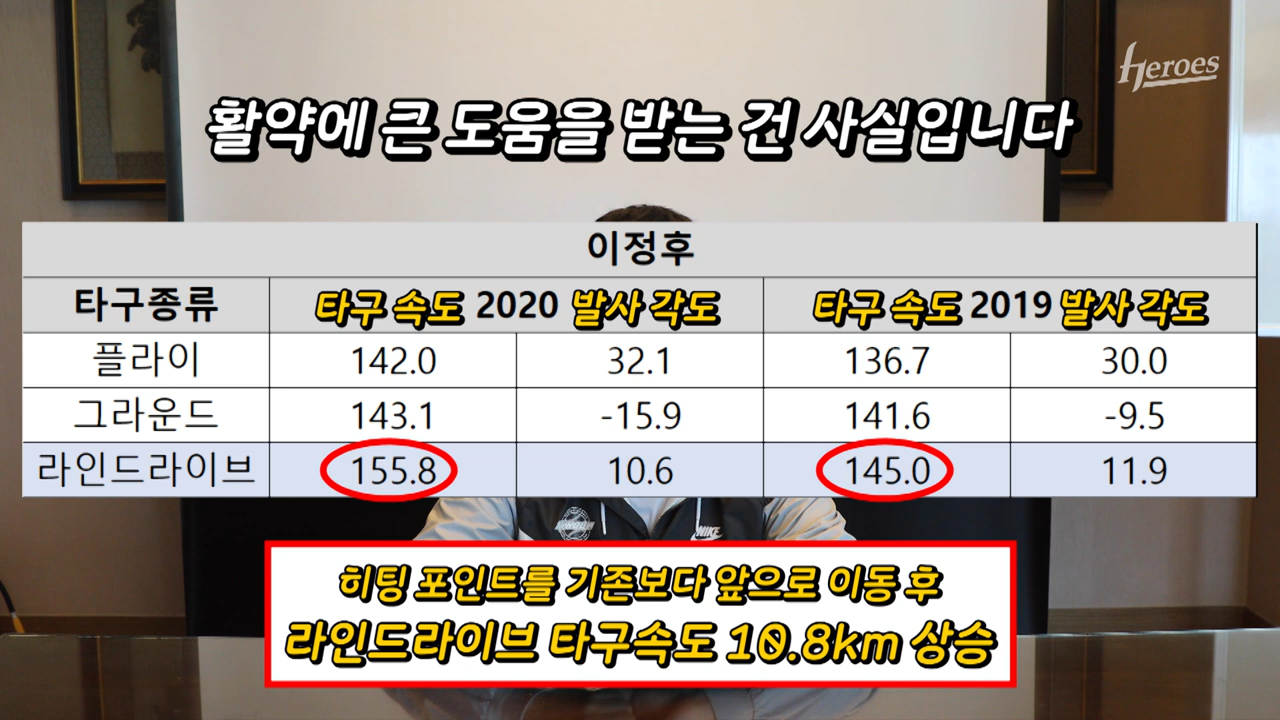 heroes
활약에 큰 도움을 받는 건 사실입니다
이정후
타구종류 타구 속도 2020 발사 각도 타구 속도 2019 발사 각도
플라이 142.0 32.1 136.7 30.0
그라운드 143.1 -15.9 141.6 -9.5
라인드라이브 155.8 10.6 145.0 11.9
NIKE
히팅 포인트를 기존보다 앞으로 이동 후
라인드라이브 타구속도 10.8km 상승